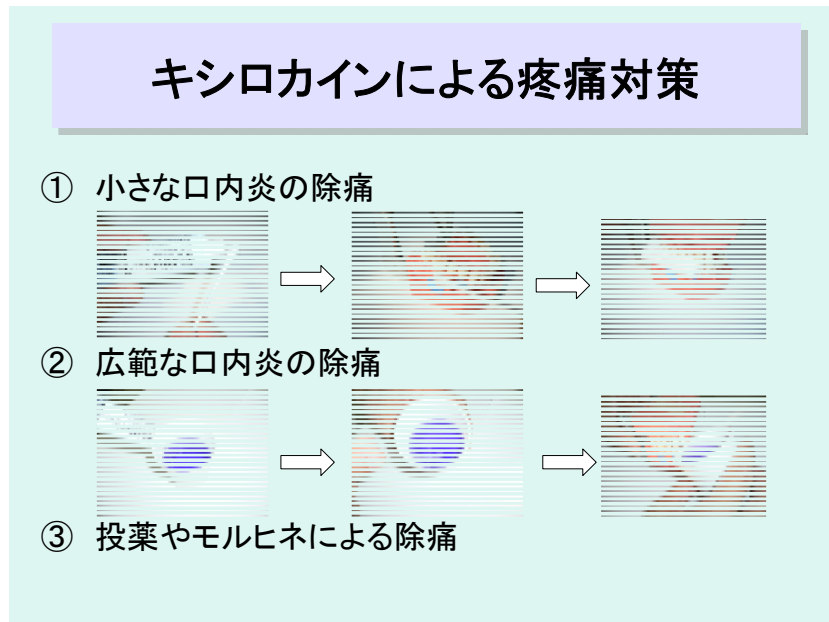 キシロカインによる疼痛対策
① 小さな口内炎の除痛
② 広範な口内炎の除痛
③ 投薬やモルヒネによる除痛